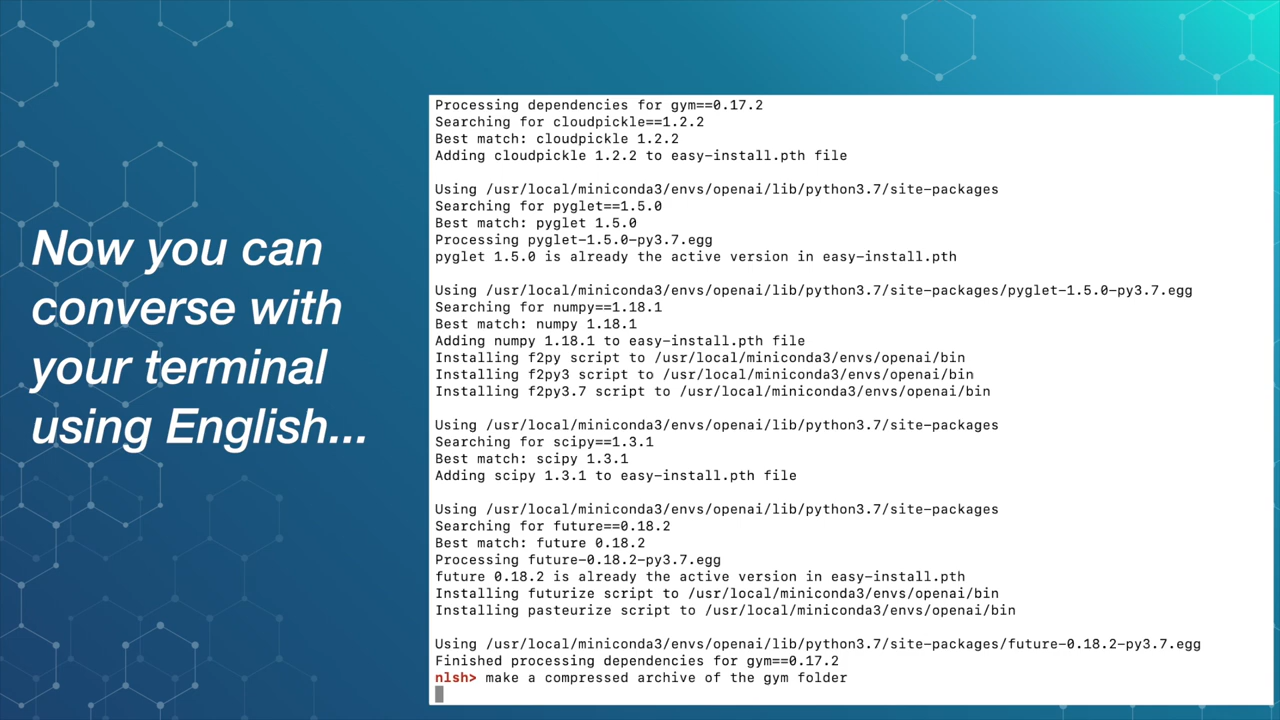 Now you can
converse with
your terminal
using English...
Processing dependencies for gym==0.17.2
Searching for cloudpickle==1.2.2
Best match: cloudpickle 1.2.2
Adding cloudpickle 1.2.2 to easy-install.pth file
Using /usr/local/miniconda3/envs/openai/lib/python3.7/site-packages
Searching for pyglet==1.5.0
Best match: pyglet 1.5.0
Processing pyglet-1.5.0-py3.7.egg
pyglet 1.5.0 is already the active version in easy-install.pth
Using /usr/local/miniconda3/envs/openai/lib/python3.7/site-packages/pyglet-1.5.0-py3.7.egg
Searching for numpy==1.18.1
Best match: numpy 1.18.1
Adding numpy 1.18.1 to easy-install.pth file
Installing f2py script to /usr/local/miniconda3/envs/openai/bin
Installing f2py3 script to /usr/local/miniconda3/envs/openai/bin
Installing f2py3.7 script to /usr/local/miniconda3/envs/openai/bin
Using /usr/local/miniconda3/envs/openai/lib/python3.7/site-packages
Searching for scipy==1.3.1
Best match: scipy 1.3.1
Adding scipy 1.3.1 to easy-install.pth file
Using /usr/local/miniconda3/envs/openai/lib/python3.7/site-packages
Searching for future==0.18.2
Best match: future 0.18.2
Processing future-0.18.2-py3.7.egg
future 0.18.2 is already the active version in easy-install.pth
Installing futurize script to /usr/local/miniconda3/envs/openai/bin
Installing pasteurize script to /usr/local/miniconda3/envs/openai/bin
Using /usr/local/miniconda3/envs/openai/lib/python3.7/site-packages/future-0.18.2-py3.7.egg
Finished processing dependencies for gym==0.17.2
nlsh> make a compressed archive of the gym folder